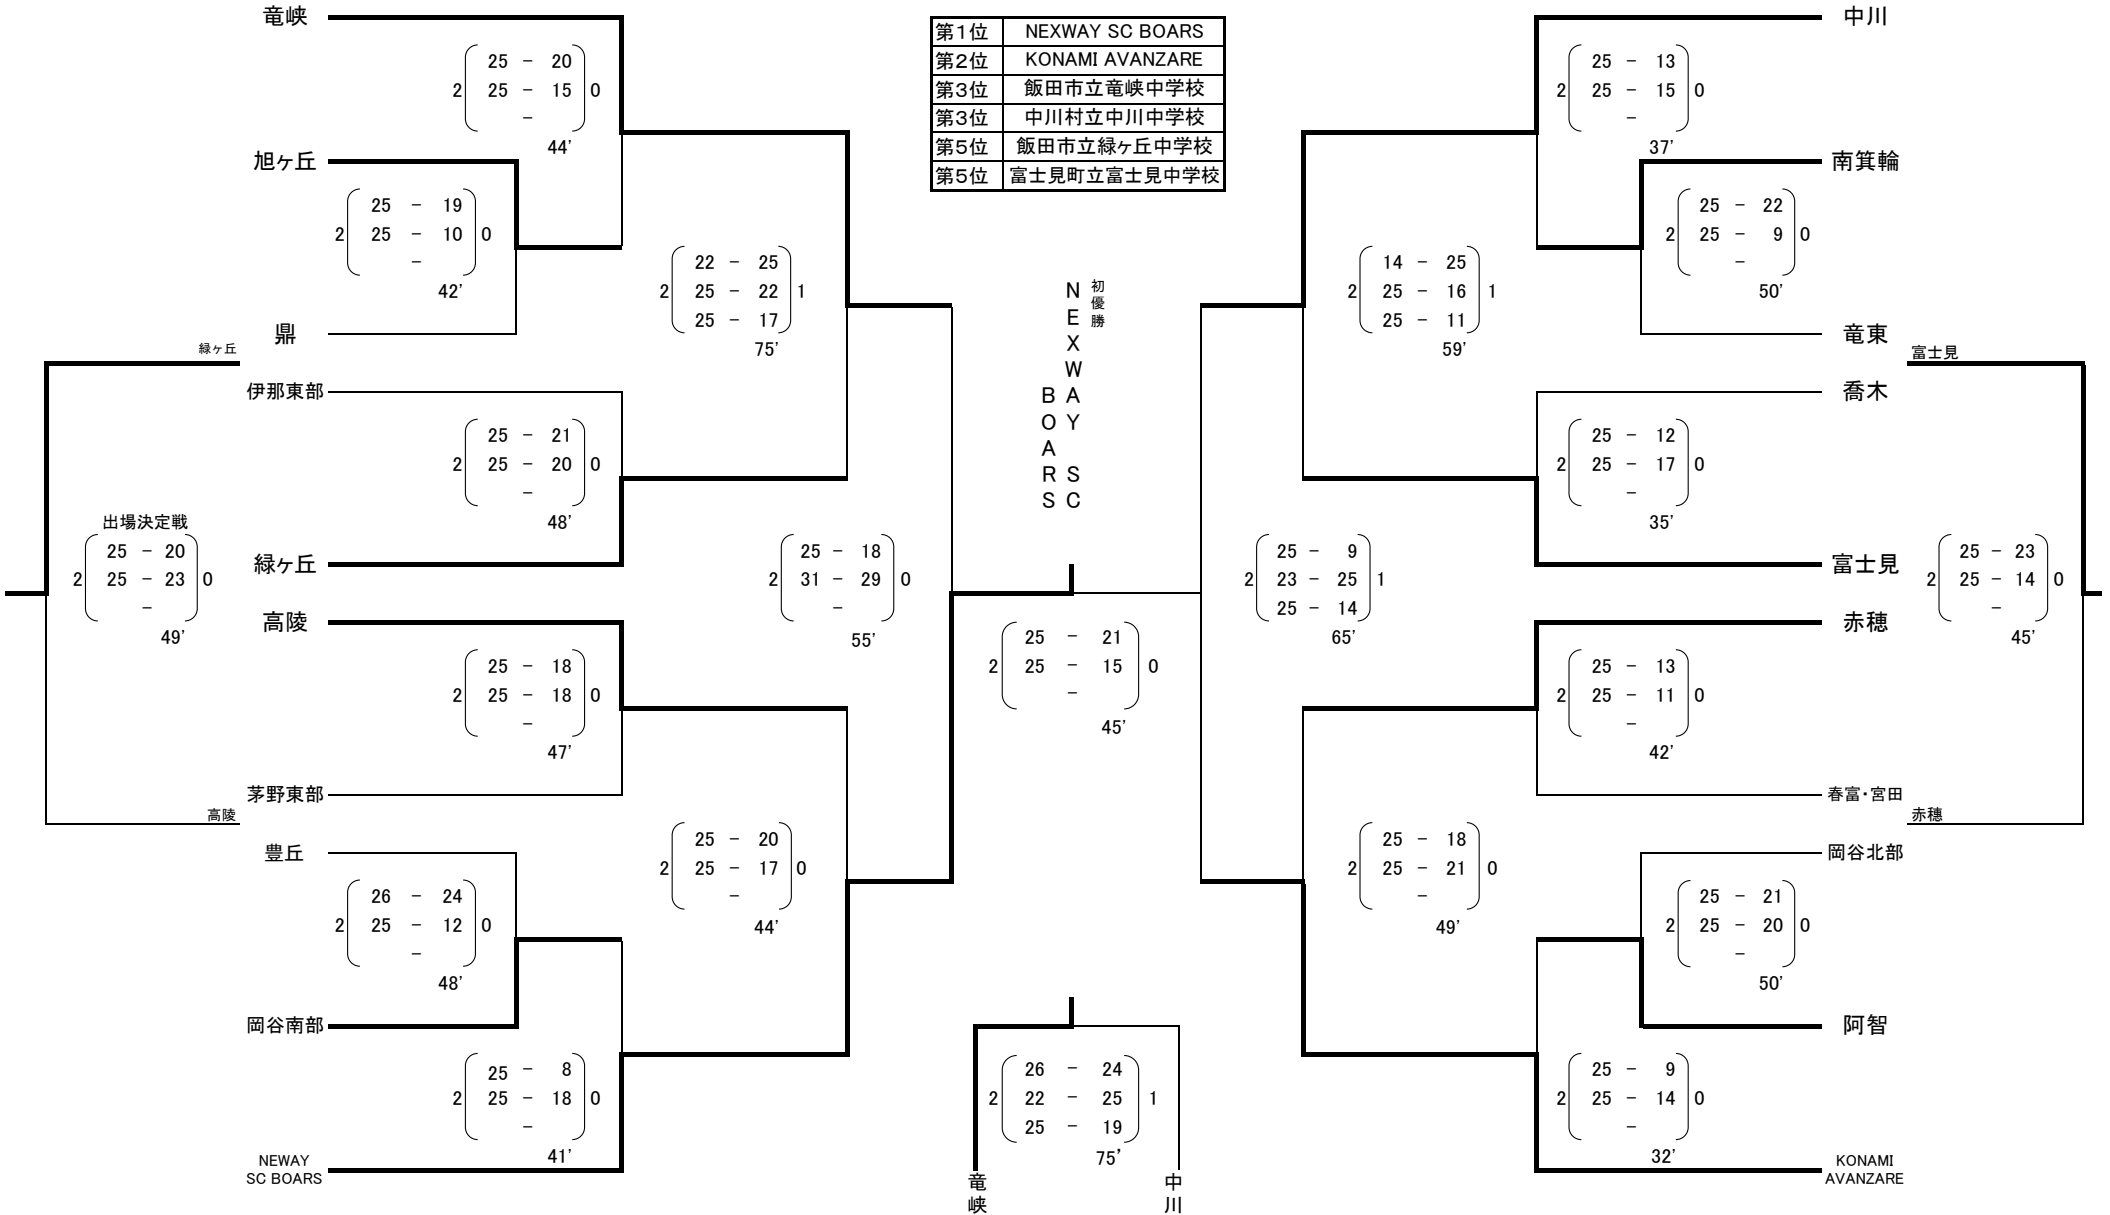 竜峡
25 - 20
2 25 - 15 0
-
44'
旭ヶ丘
25 - 19
2 25 - 10 0
-
42'
鼎
22 - 25
2 25 - 22 1
25 - 17
75'
緑ヶ丘
伊那東部
25 - 21
2 25 - 20 0
-
48'
緑ヶ丘
出場決定戦
25 - 20
2 25 - 23 0
-
49'
高陵
25 - 18
2 25 - 18 0
-
47'
茅野東部
高陵
豊丘
26 - 24
2 25 - 12 0
-
48'
岡谷南部
25 - 20
2 25 - 17 0
-
44'
25 - 8
2 25 - 18 0
-
41'
NEWAY
SC BOARS
25 - 18
2 31 - 29 0
-
55'
第1位 NEXWAY SC BOARS
第2位 KONAMI AVANZARE
第3位 飯田市立竜峡中学校
第3位 中川村立中川中学校
第5位 飯田市立緑ヶ丘中学校
第5位 富士見町立富士見中学校
初優勝
NEXWAY SC
BOARS
25 - 21
2 25 - 15 0
-
45'
26 - 24
2 22 - 25 1
25 - 19
75'
竜峡
中川
中川
25 - 13
2 25 - 15 0
-
37'
南箕輪
25 - 22
2 25 - 9 0
-
50'
竜東
14 - 25
2 25 - 16 1
25 - 11
59'
富士見
喬木
25 - 12
2 25 - 17 0
-
35'
富士見
25 - 9
2 23 - 25 1
25 - 14
65'
25 - 23
2 25 - 14 0
-
45'
赤穂
25 - 13
2 25 - 11 0
-
42'
春富・宮田
赤穂
岡谷北部
25 - 21
2 25 - 20 0
-
50'
阿智
25 - 18
2 25 - 21 0
-
49'
25 - 9
2 25 - 14 0
-
32'
KONAMI
AVANZARE